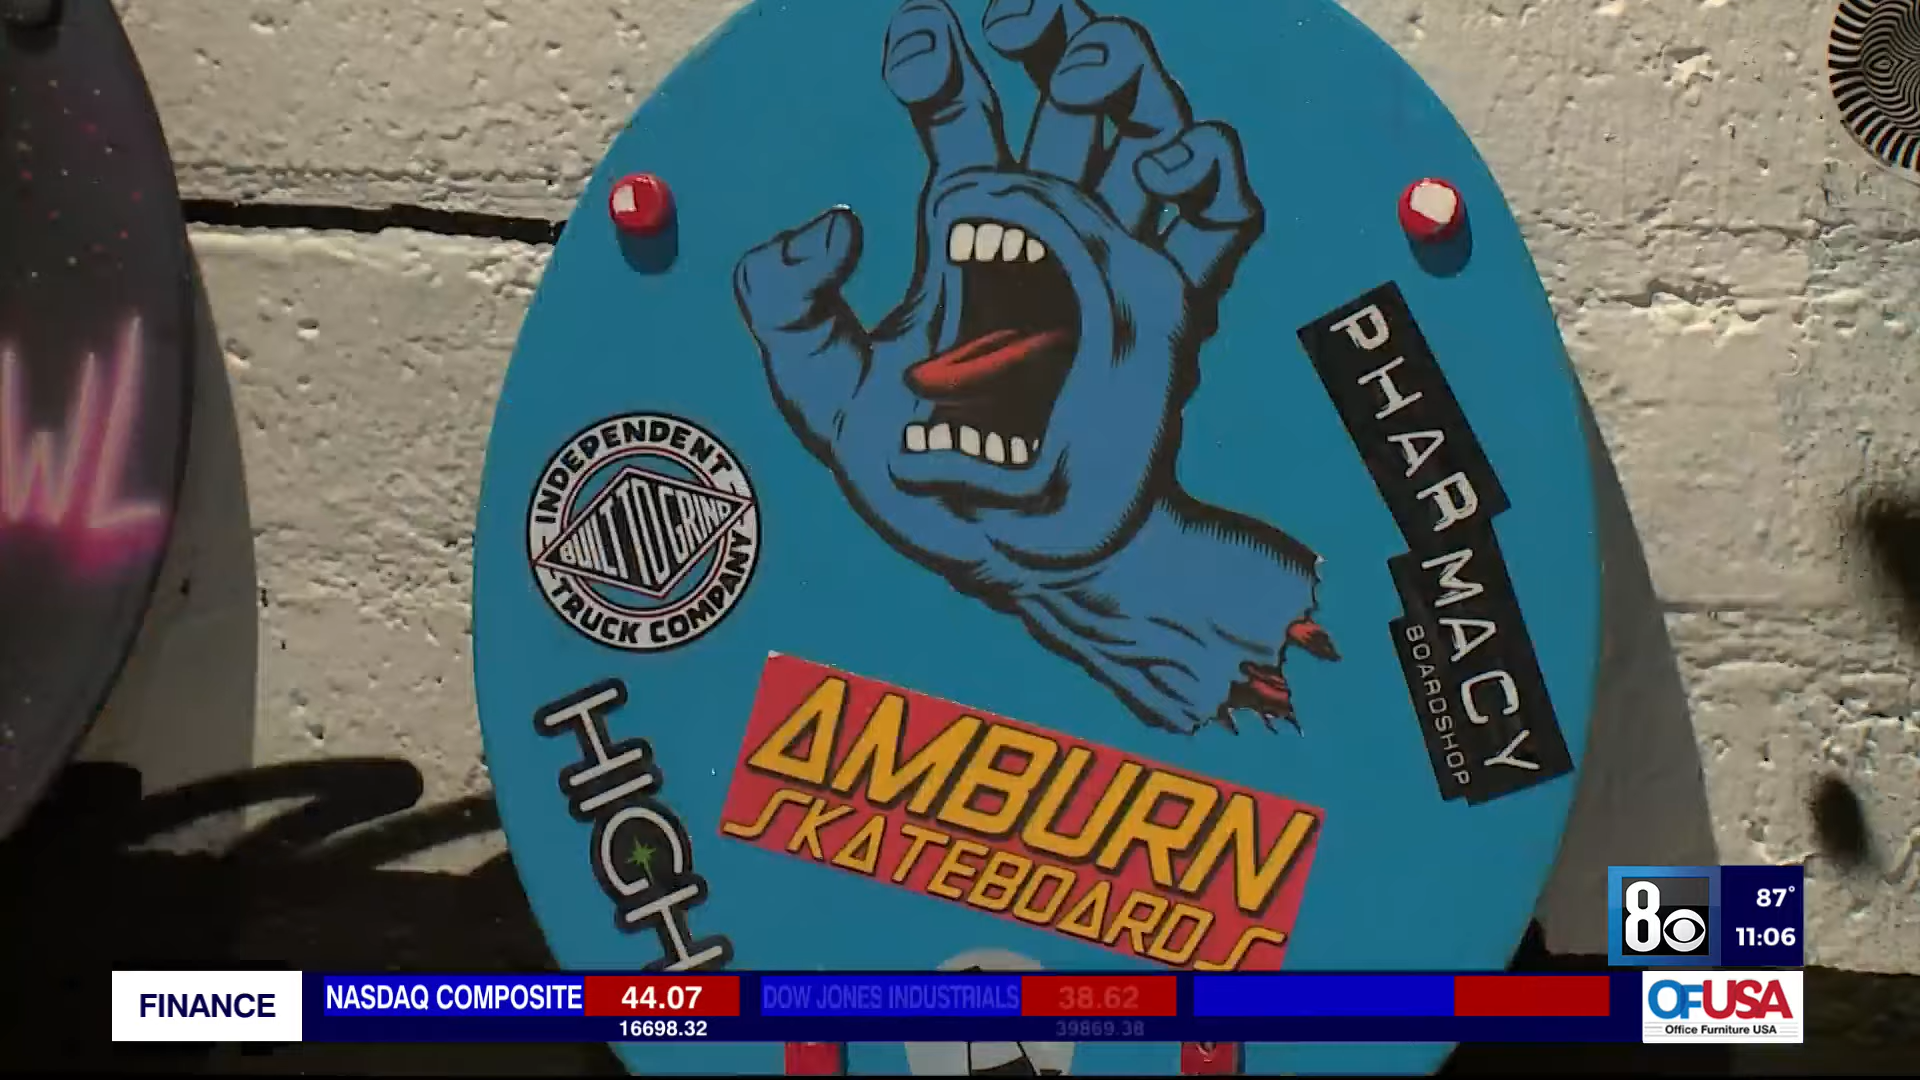 WL
INDEPENDENT
BUILT TO GRIND
TRUCK COMPANY
PHARMACY
BOARDSHOP
HIGH
AMBURN
SKATEBOARDS
8
87°
11:06
FINANCE
NASDAQ COMPOSITE
44.07
16698.32
DOW JONES INDUSTRIALS
38.62
39869.38
OFUSA
Office Furniture USA